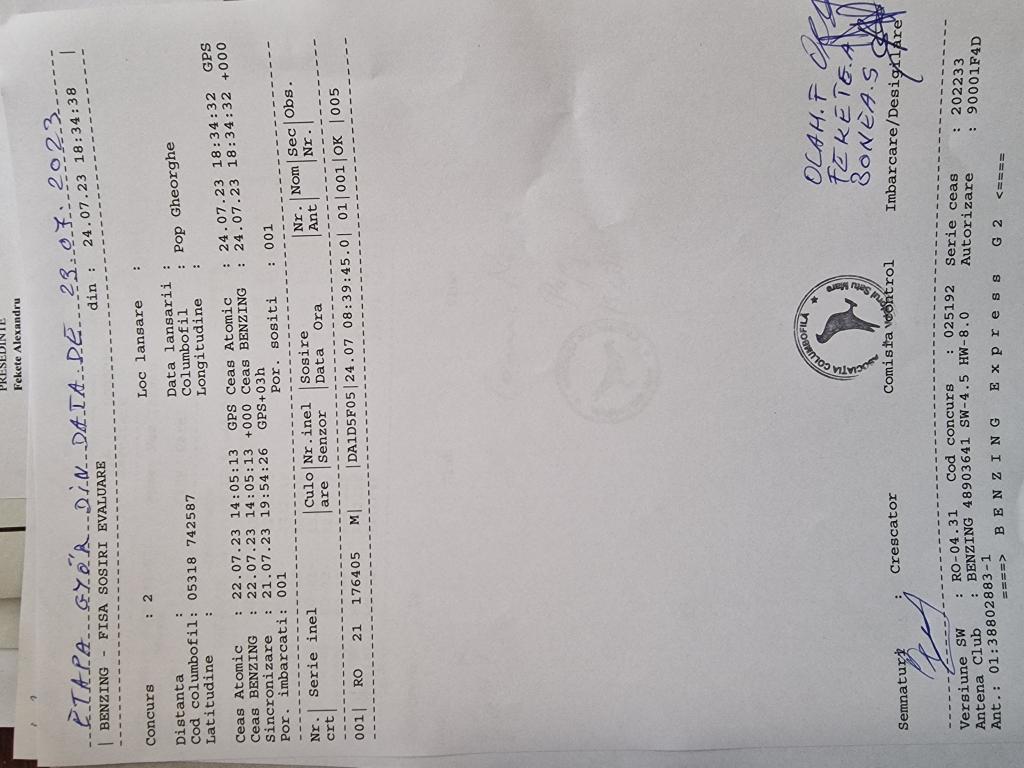 PRESEDINTE
Fekete Alexandru
ETAPA GYŐR DIN DATA DE 23.07.2023
| BENZING - FISA SOSIRI EVALUARE din : 24.07.23 18:34:38 |
Concurs : 2 Loc lansare :
Distanta : Data lansarii :
Cod columbofil: 05318 742587 Columbofil : Pop Gheorghe
Latitudine : Longitudine :
Ceas Atomic : 22.07.23 14:05:13 GPS Ceas Atomic : 24.07.23 18:34:32 GPS
Ceas BENZING : 22.07.23 14:05:13 +000 Ceas BENZING : 24.07.23 18:34:32 +000
Sincronizare : 21.07.23 19:54:26 GPS+03h
Por. imbarcati: 001 Por. sositi : 001
Nr.| Serie inel |Culo|Nr.inel |Sosire |Nr. |Nom|Sec|Obs.
crt| |are |Senzor |Data Ora |Ant| |Nr.|
001| RO 21 176405 M| |DA1D5F05|24.07 08:39:45.0| 01|001|OK |005
OLAH.F
FEKETE.A
BONEA.S
ASOCIATIA COLUMBOFILA
Satu Mare
Semnaturi : Crescator Comisia control Imbarcare/Desigilare
Versiune SW : RO-04.31 Cod concurs : 025192 Serie ceas : 202233
Antena Club : BENZING 48903641 SW-4.5 HW-8.0 Autorizare : 90001F4D
Ant.: 01:38802883-1
====> B E N Z I N G E x p r e s s G 2 <====